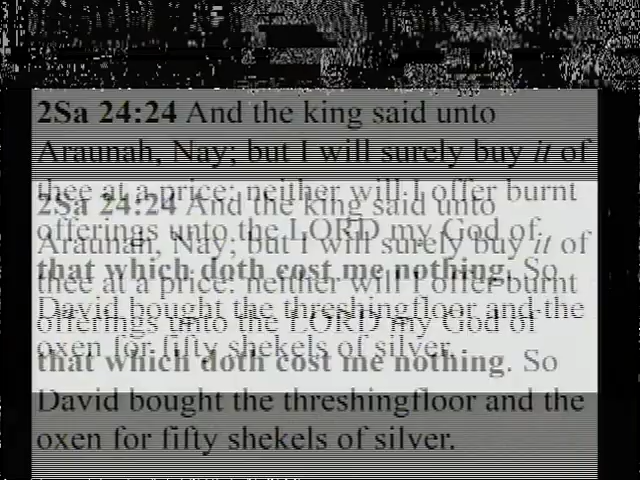 2Sa 24:24 And the king said unto
Araunah, Nay; but I will surely buy it of
thee at a price: neither will I offer burnt
2Sa 24:24 And the king said unto
offerings unto the LORD my God of
Araunah, Nay; but I will surely buy it of
that which doth cost me nothing. So
thee at a price: neither will I offer burnt
David bought the threshingfloor and the
offerings unto the LORD my God of
oxen for fifty shekels of silver.
that which doth cost me nothing. So
David bought the threshingfloor and the
oxen for fifty shekels of silver.